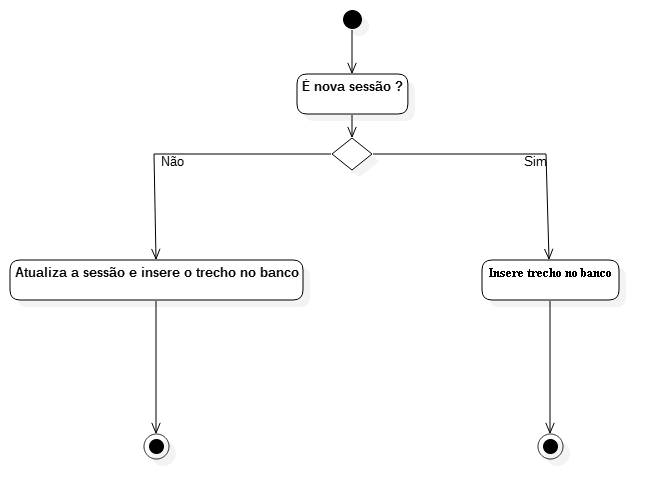 É nova sessão ?
Não
Sim
Atualiza a sessão e insere o trecho no banco
Insere trecho no banco